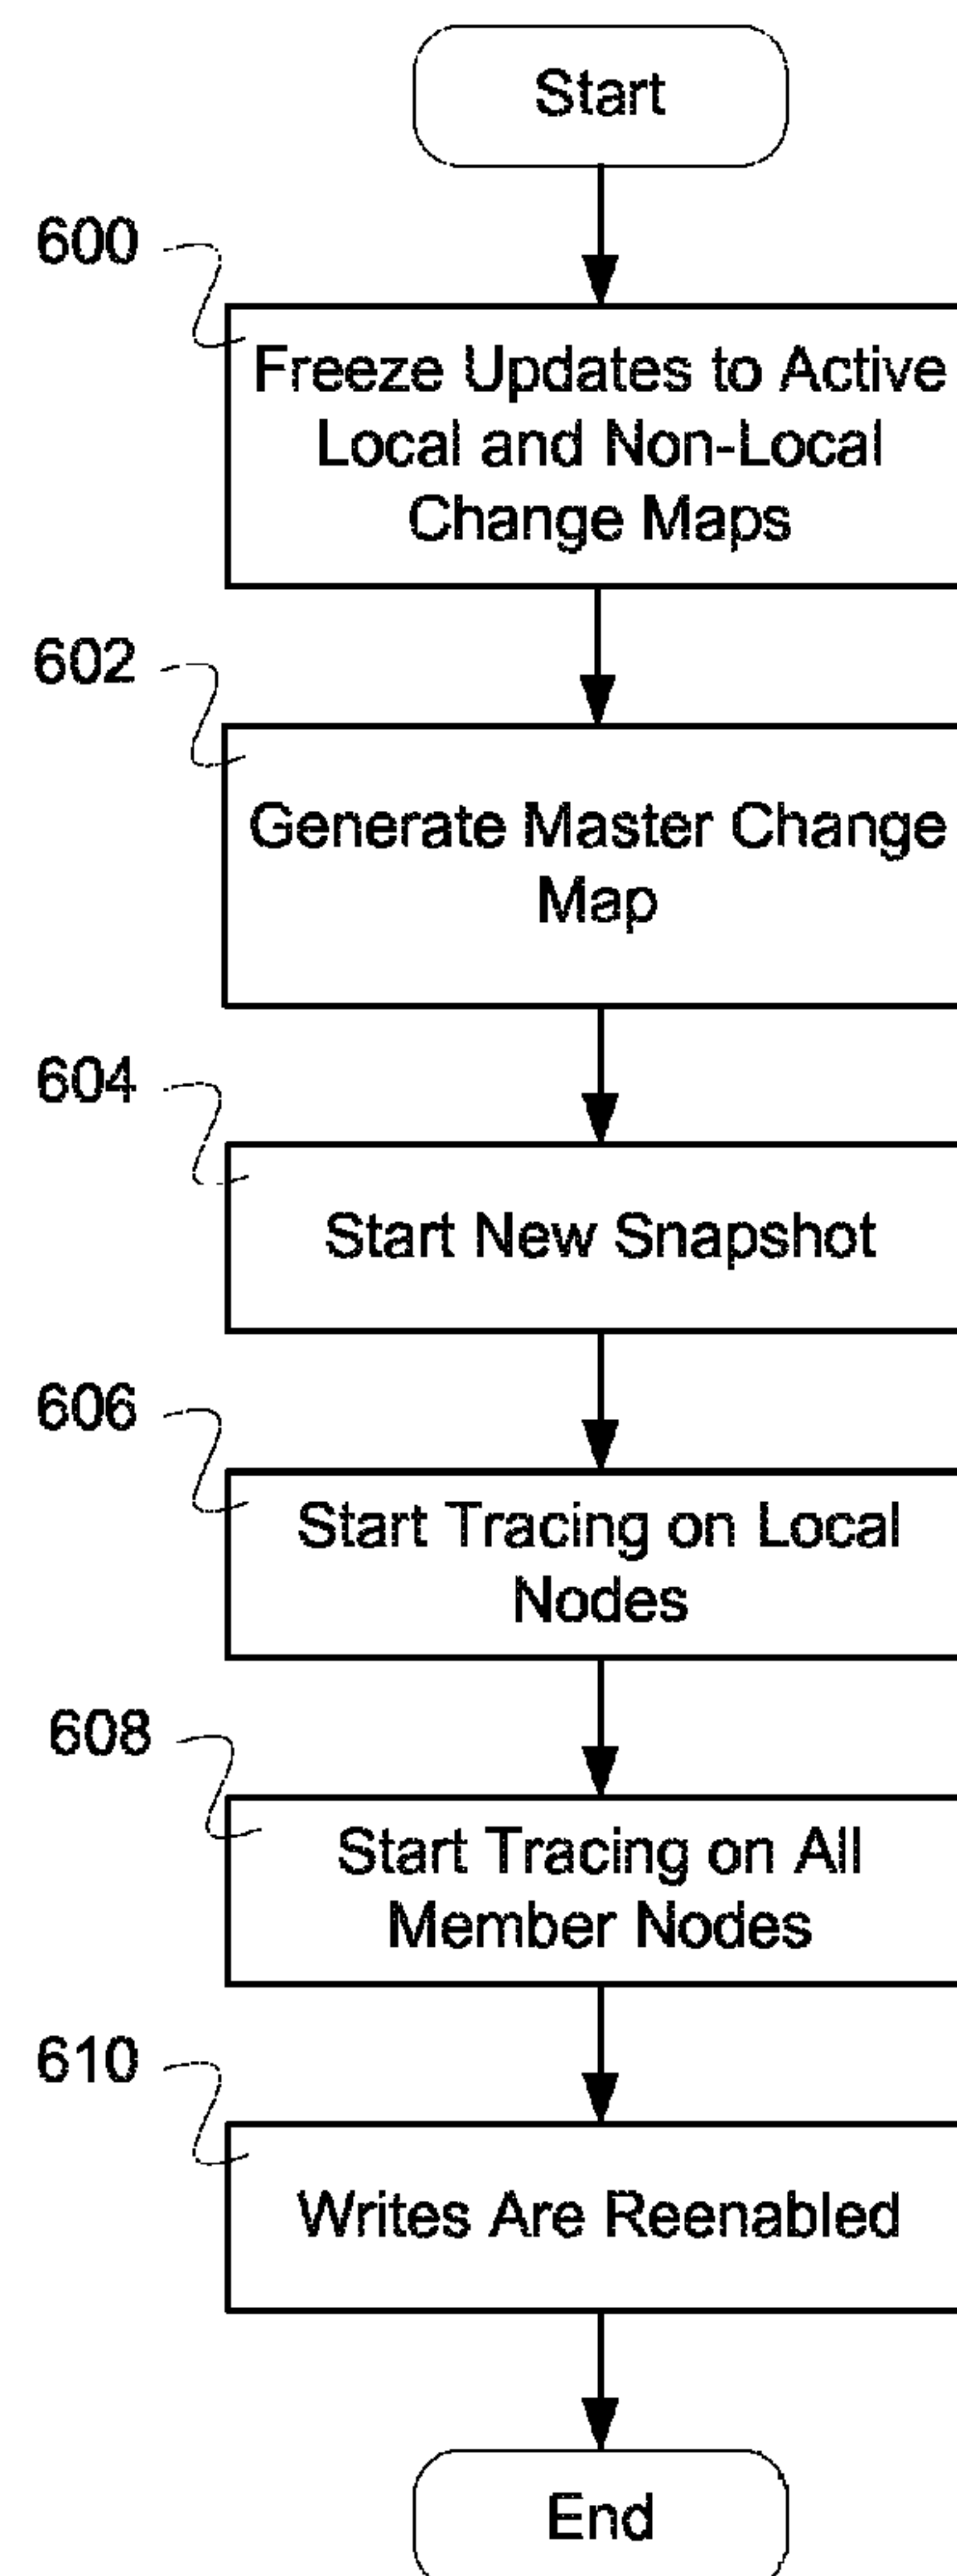 Start
600
Freeze Updates to Active
Local and Non-Local
Change Maps
602
Generate Master Change
Map
604
Start New Snapshot
606
Start Tracing on Local
Nodes
608
Start Tracing on All
Member Nodes
610
Writes Are Reenabled
End